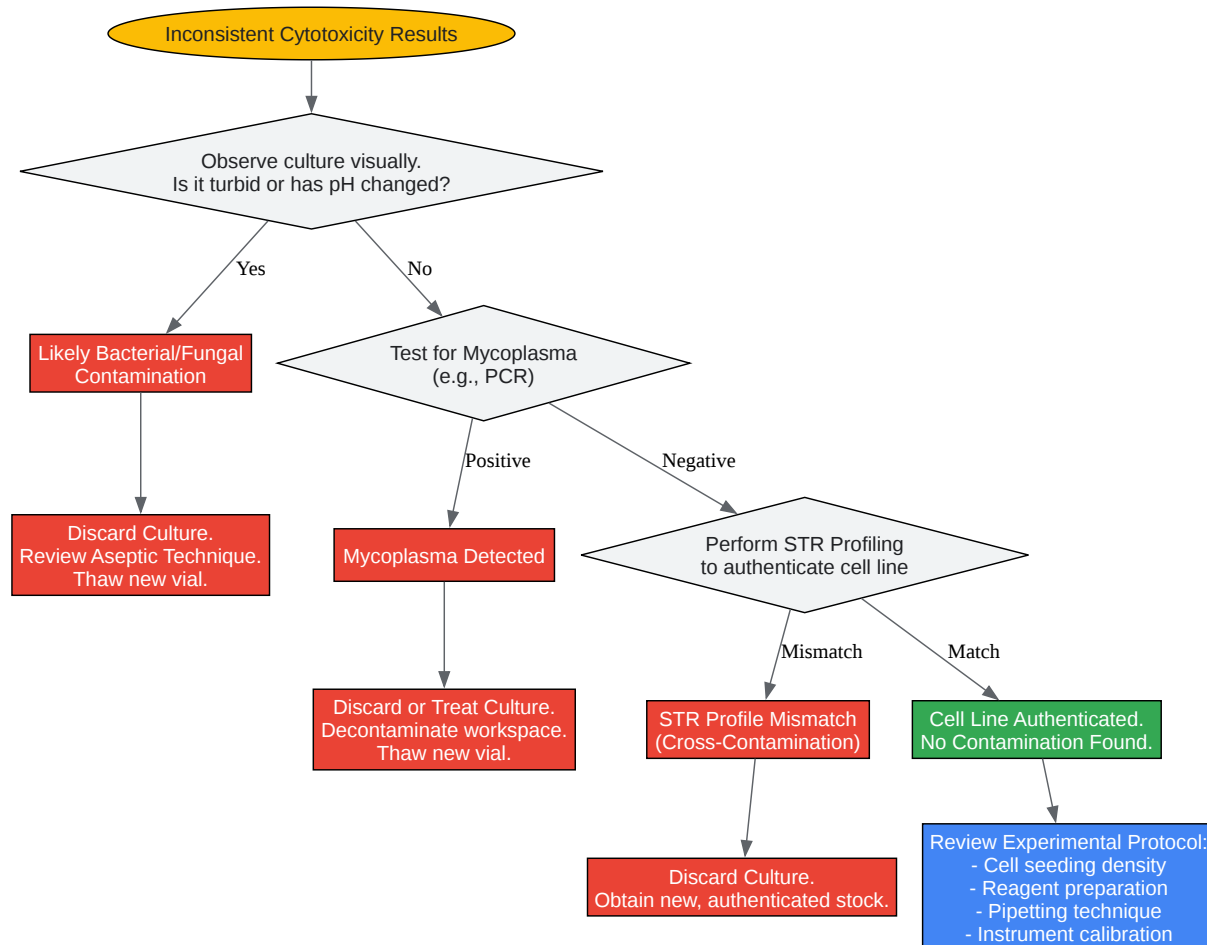 Inconsistent Cytotoxicity Results
Observe culture visually.
Is it turbid or has pH changed?
Yes
No
Likely Bacterial/Fungal
Contamination
Test for Mycoplasma
(e.g., PCR)
Positive
Negative
Discard Culture.
Review Aseptic Technique.
Thaw new vial.
Mycoplasma Detected
Perform STR Profiling
to authenticate cell line
Mismatch
Match
Discard or Treat Culture.
Decontaminate workspace.
Thaw new vial.
STR Profile Mismatch
(Cross-Contamination)
Cell Line Authenticated.
No Contamination Found.
Discard Culture.
Obtain new, authenticated stock.
Review Experimental Protocol:
- Cell seeding density
- Reagent preparation
- Pipetting technique
- Instrument calibration